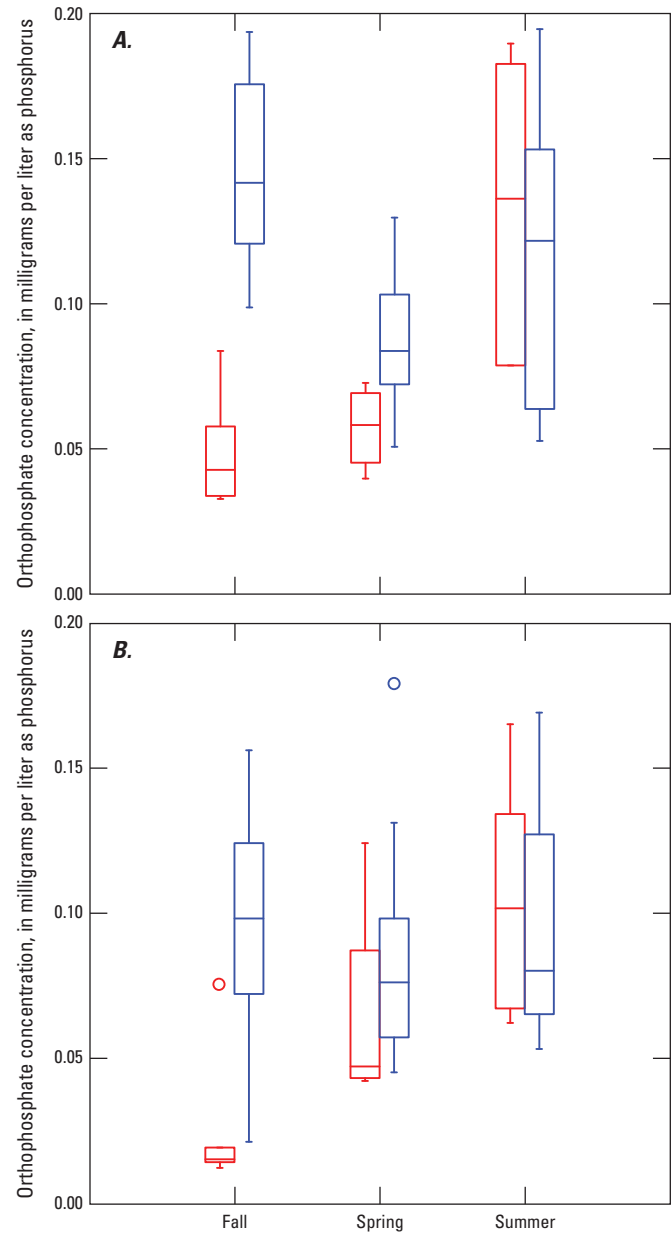 Orthophosphate concentration, in milligrams per liter as phosphorus
0.20
A.
0.15
0.10
0.05
0.00
Orthophosphate concentration, in milligrams per liter as phosphorus
0.20
B.
0.15
0.10
0.05
0.00
Fall Spring Summer